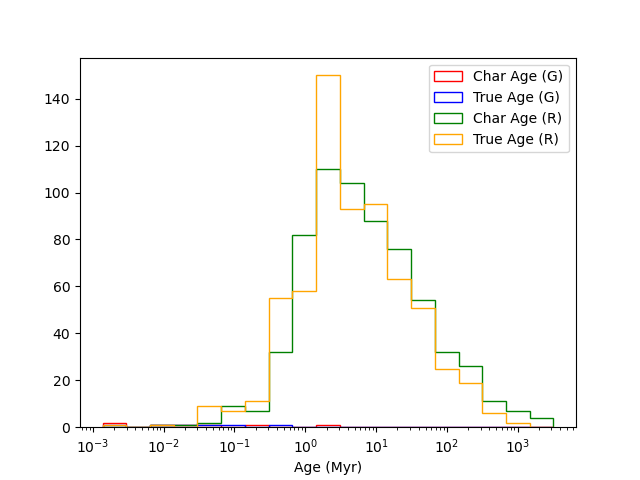 Char Age (G)
True Age (G)
Char Age (R)
True Age (R)
140
120
100
80
60
40
20
0
10⁻³ 10⁻² 10⁻¹ 10⁰ 10¹ 10² 10³
Age (Myr)